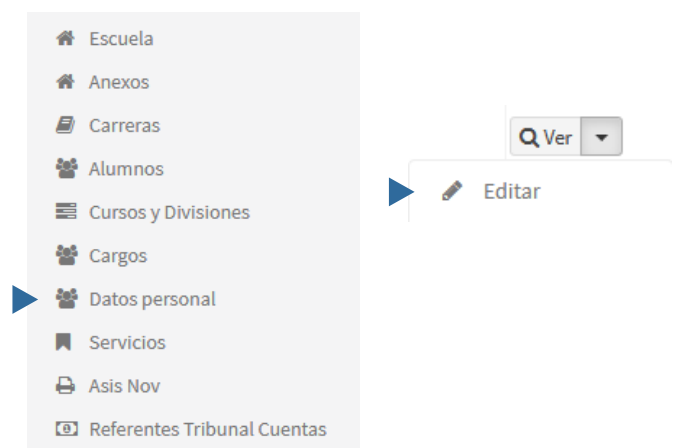 Escuela
Anexos
Carreras
Alumnos
Cursos y Divisiones
Cargos
Datos personal
Servicios
Asis Nov
Referentes Tribunal Cuentas
Ver
Editar